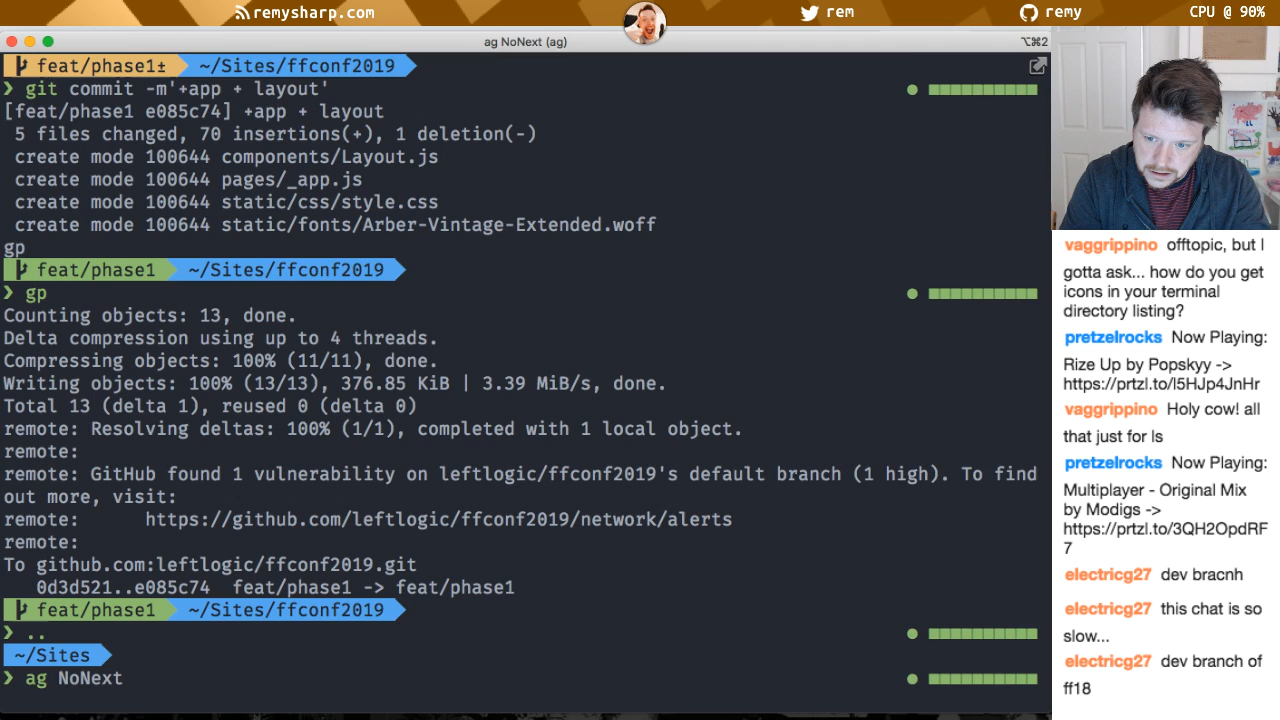 remysharp.com
rem
remy
CPU @ 90%
ag NoNext (ag)
⌥⌘2
feat/phase1± ~/Sites/ffconf2019
❯ git commit -m'+app + layout'
[feat/phase1 e085c74] +app + layout
5 files changed, 70 insertions(+), 1 deletion(-)
create mode 100644 components/Layout.js
create mode 100644 pages/_app.js
create mode 100644 static/css/style.css
create mode 100644 static/fonts/Arber-Vintage-Extended.woff
gp
feat/phase1 ~/Sites/ffconf2019
❯ gp
Counting objects: 13, done.
Delta compression using up to 4 threads.
Compressing objects: 100% (11/11), done.
Writing objects: 100% (13/13), 376.85 KiB | 3.39 MiB/s, done.
Total 13 (delta 1), reused 0 (delta 0)
remote: Resolving deltas: 100% (1/1), completed with 1 local object.
remote:
remote: GitHub found 1 vulnerability on leftlogic/ffconf2019's default branch (1 high). To find
out more, visit:
remote: https://github.com/leftlogic/ffconf2019/network/alerts
remote:
To github.com:leftlogic/ffconf2019.git
0d3d521..e085c74 feat/phase1 -> feat/phase1
feat/phase1 ~/Sites/ffconf2019
❯ ..
~/Sites
❯ ag NoNext
vaggrippino offtopic, but I
gotta ask... how do you get
icons in your terminal
directory listing?
pretzelrocks Now Playing:
Rize Up by Popskyy ->
https://prtzl.to/l5HJp4JnHr
vaggrippino Holy cow! all
that just for ls
pretzelrocks Now Playing:
Multiplayer - Original Mix
by Modigs ->
https://prtzl.to/3QH2OpdRF
7
electricg27 dev bracnh
electricg27 this chat is so
slow...
electricg27 dev branch of
ff18